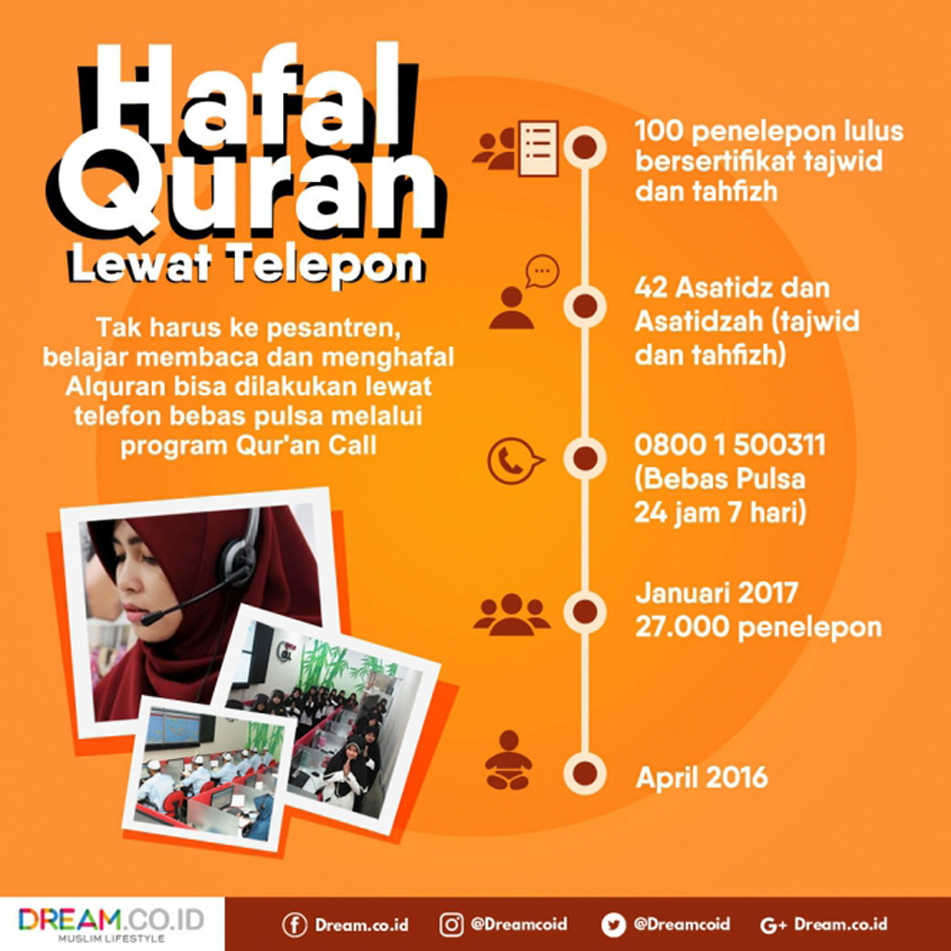 Hafal
Quran
Lewat Telepon
Tak harus ke pesantren,
belajar membaca dan menghafal
Alquran bisa dilakukan lewat
telefon bebas pulsa melalui
program Qur'an Call
100 penelepon lulus
bersertifikat tajwid
dan tahfizh
42 Asatidz dan
Asatidzah (tajwid
dan tahfizh)
0800 1 500311
(Bebas Pulsa
24 jam 7 hari)
Januari 2017
27.000 penelepon
April 2016
DREAM.CO.ID
MUSLIM LIFESTYLE
Dream.co.id
@Dreamcoid
@Dreamcoid
G+ Dream.co.id